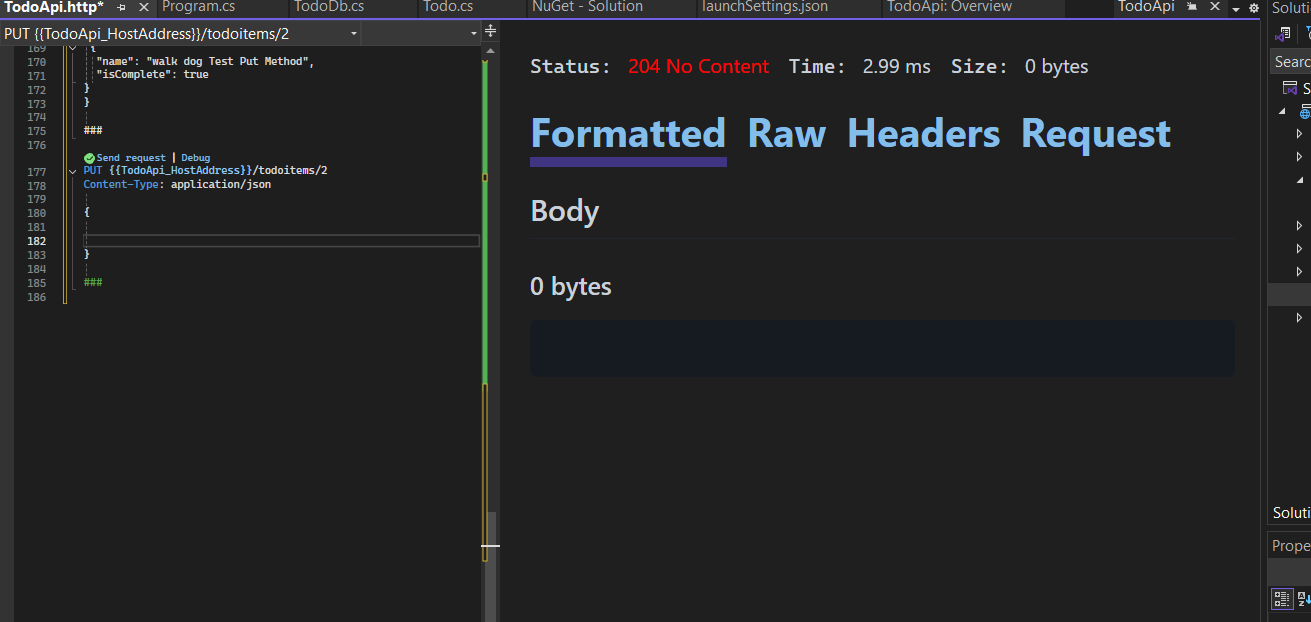 TodoApi.http*
Program.cs
TodoDb.cs
Todo.cs
NuGet - Solution
launchSettings.json
TodoApi: Overview
TodoApi
Soluti
PUT {{TodoApi_HostAddress}}/todoitems/2
Searc
S
169 {
170 "name": "walk dog Test Put Method",
171 "isComplete": true
172 }
173 }
174
175 ###
176
Send request | Debug
177 PUT {{TodoApi_HostAddress}}/todoitems/2
178 Content-Type: application/json
179
180 {
181
182
183 }
184
185 ###
186
Status: 204 No Content Time: 2.99 ms Size: 0 bytes
Formatted Raw Headers Request
Body
0 bytes
Soluti
Prope